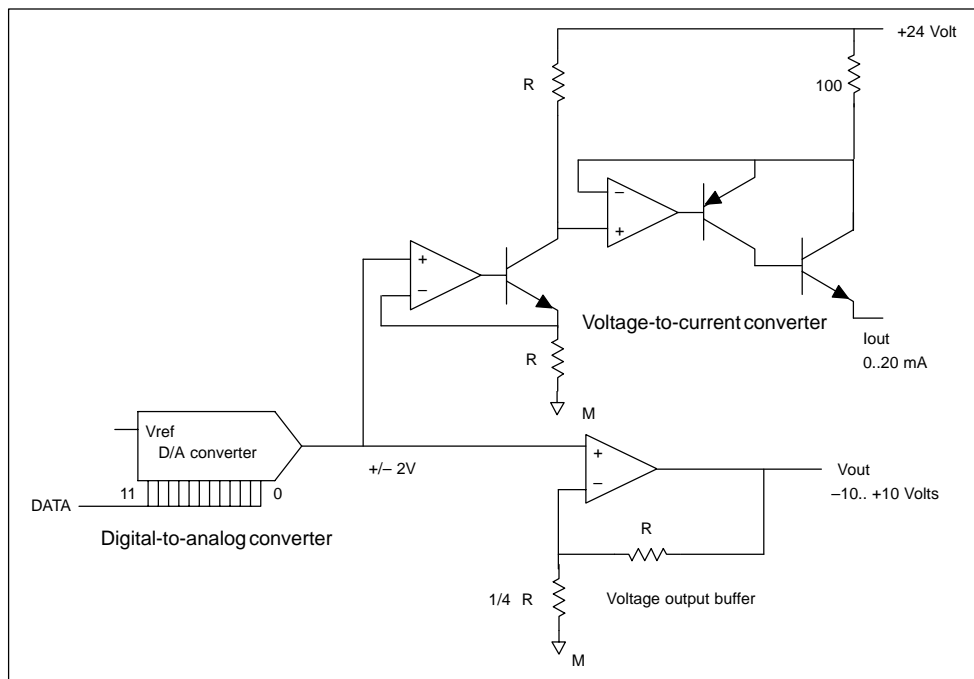 +24 Volt
R
100
–
+
+
–
Voltage-to-current converter
Iout
0..20 mA
R
M
Vref
D/A converter
+/– 2V
+
–
Vout
–10.. +10 Volts
11
0
DATA
Digital-to-analog converter
R
1/4 R
Voltage output buffer
M